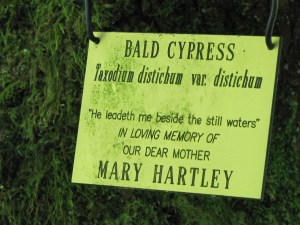 BALD CYPRESS
Taxodium distichum var. distichum
"He leadeth me beside the still waters"
IN LOVING MEMORY OF
OUR DEAR MOTHER
MARY HARTLEY